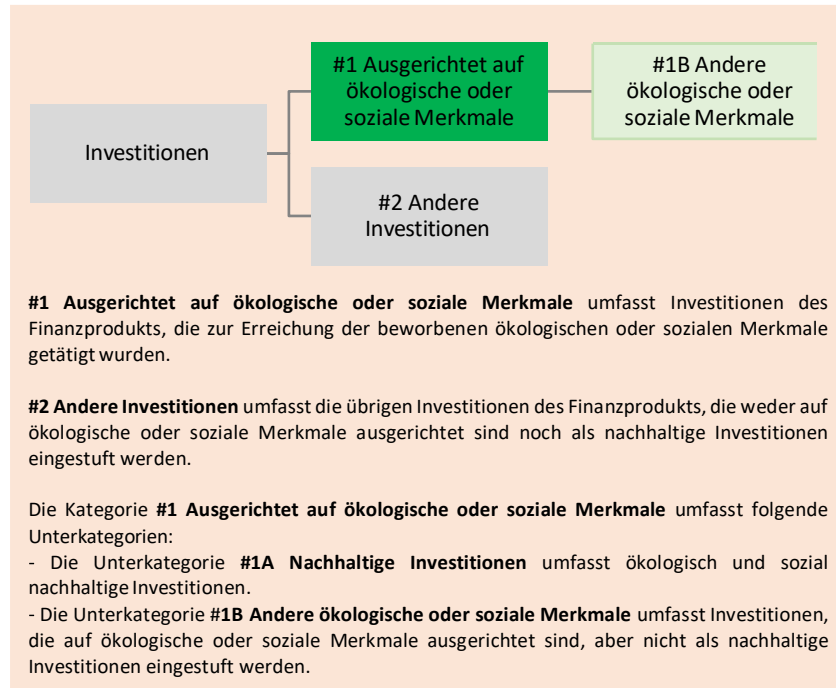 #1 Ausgerichtet auf
ökologische oder
soziale Merkmale
#1B Andere
ökologische oder
soziale Merkmale
Investitionen
#2 Andere
Investitionen
#1 Ausgerichtet auf ökologische oder soziale Merkmale umfasst Investitionen des
Finanzprodukts, die zur Erreichung der beworbenen ökologischen oder sozialen Merkmale
getätigt wurden.
#2 Andere Investitionen umfasst die übrigen Investitionen des Finanzprodukts, die weder auf
ökologische oder soziale Merkmale ausgerichtet sind noch als nachhaltige Investitionen
eingestuft werden.
Die Kategorie #1 Ausgerichtet auf ökologische oder soziale Merkmale umfasst folgende
Unterkategorien:
- Die Unterkategorie #1A Nachhaltige Investitionen umfasst ökologisch und sozial
nachhaltige Investitionen.
- Die Unterkategorie #1B Andere ökologische oder soziale Merkmale umfasst Investitionen,
die auf ökologische oder soziale Merkmale ausgerichtet sind, aber nicht als nachhaltige
Investitionen eingestuft werden.